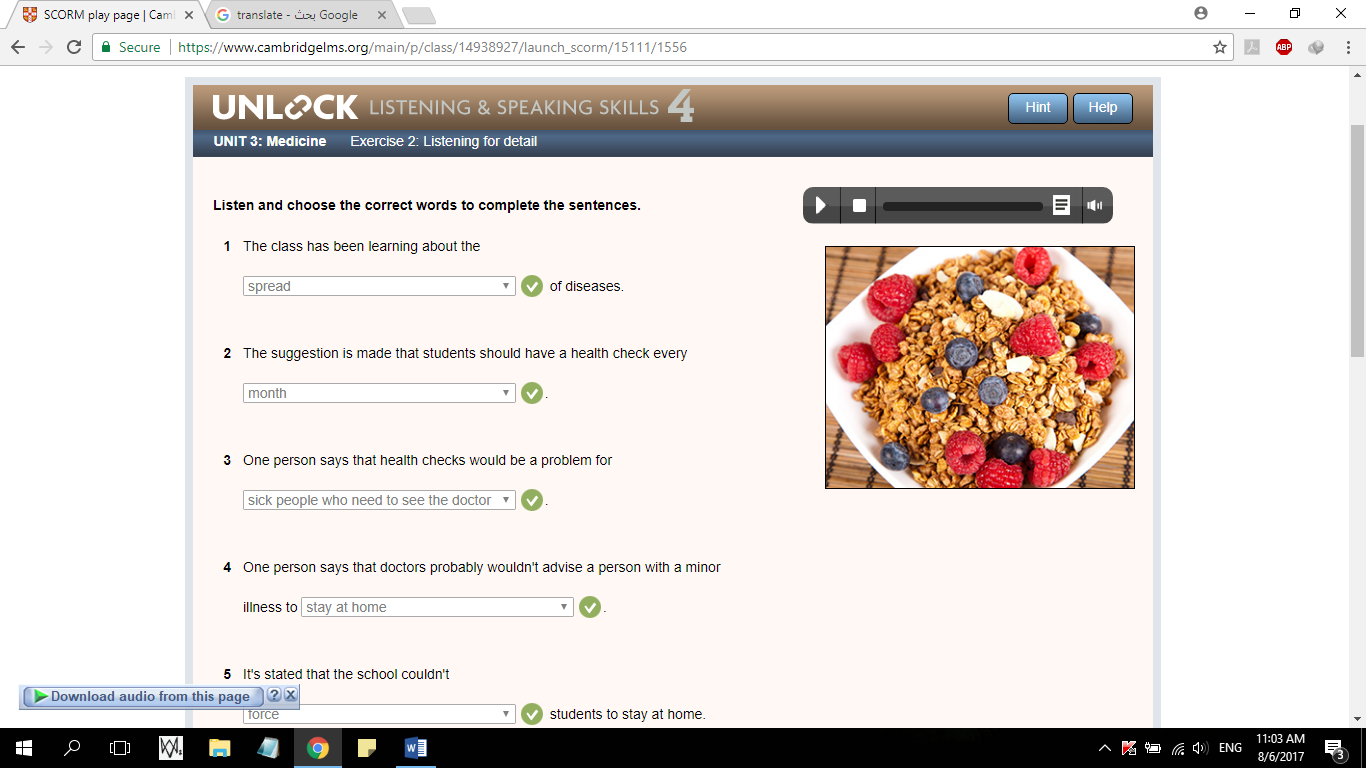 SCORM play page | Cam
translate - بحث Google
Secure https://www.cambridgelms.org/main/p/class/14938927/launch_scorm/15111/1556
ABP
UNLOCK LISTENING & SPEAKING SKILLS 4
Hint Help
UNIT 3: Medicine Exercise 2: Listening for detail
Listen and choose the correct words to complete the sentences.
1 The class has been learning about the
spread of diseases.
2 The suggestion is made that students should have a health check every
month .
3 One person says that health checks would be a problem for
sick people who need to see the doctor .
4 One person says that doctors probably wouldn't advise a person with a minor
illness to stay at home .
5 It's stated that the school couldn't
Download audio from this page ? X
force students to stay at home.
ENG
11:03 AM
8/6/2017
3